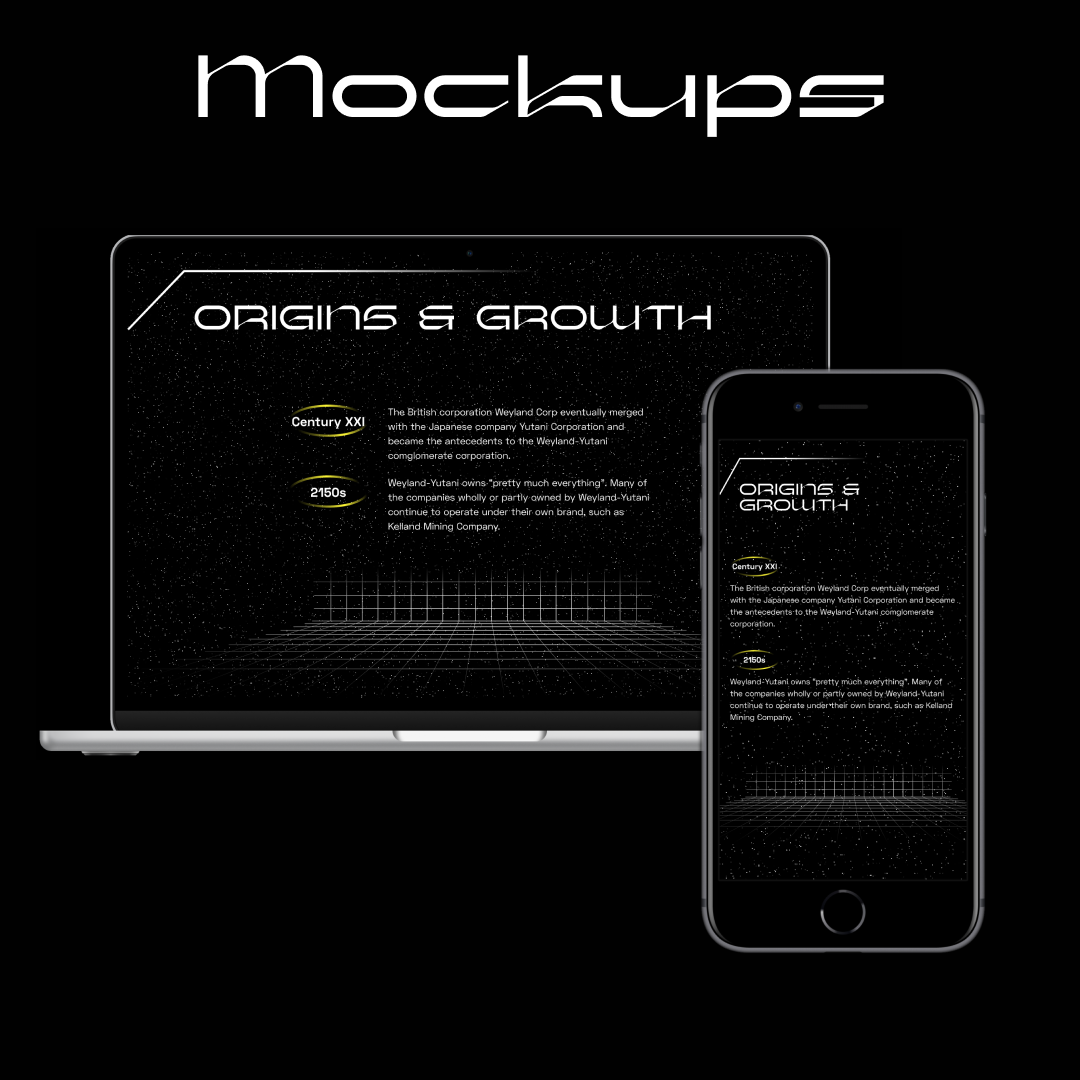 Mockups
ORIGINS & GROWTH
Century XXI
The British corporation Weyland Corp eventually merged
with the Japanese company Yutani Corporation and
became the antecedents to the Weyland-Yutani
comglomerate corporation.
2150s
Weyland-Yutani owns "pretty much everything". Many of
the companies wholly or partly owned by Weyland-Yutani
continue to operate under their own brand, such as
Kelland Mining Company.
ORIGINS &
GROWTH
Century XXI
The British corporation Weyland Corp eventually merged
with the Japanese company Yutani Corporation and became
the antecedents to the Weyland-Yutani conglomerate
corporation.
2150s
Weyland-Yutani owns "pretty much everything". Many of
the companies wholly or partly owned by Weyland-Yutani
continue to operate under their own brand, such as Kelland
Mining Company.